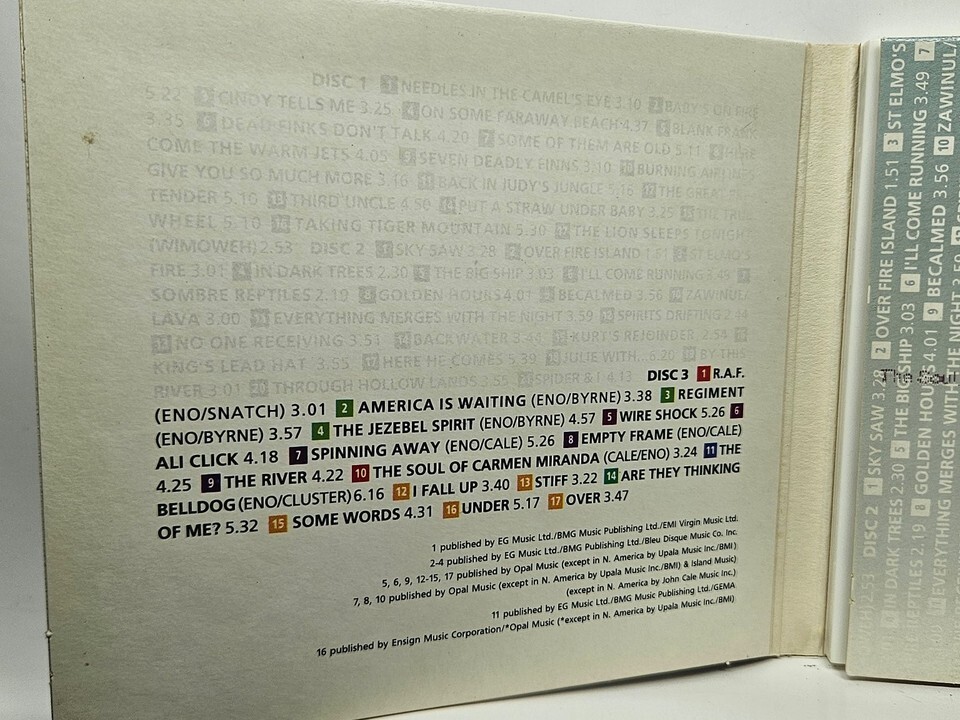 DISC 1 1 NEEDLES IN THE CAMEL'S EYE 3.10 2 BABY'S ON FIRE
5.22 3 CINDY TELLS ME 3.25 4 ON SOME FARAWAY BEACH 4.37 5 BLANK FRANK
3.35 6 DEAD FINKS DON'T TALK 4.20 7 SOME OF THEM ARE OLD 5.11 8 HERE
COME THE WARM JETS 4.05 9 SEVEN DEADLY FINNS 3.10 10 BURNING AIRLINES
GIVE YOU SO MUCH MORE 3.16 11 BACK IN JUDY'S JUNGLE 5.16 12 THE GREAT
TENDER 5.10 13 THIRD UNCLE 4.50 14 PUT A STRAW UNDER BABY 3.25 15 THE TRUE
WHEEL 5.10 16 TAKING TIGER MOUNTAIN 5.30 17 THE LION SLEEPS TONIGHT
(WIMOWEH) 2.53 DISC 2 1 SKY SAW 3.28 2 OVER FIRE ISLAND 1.51 3 ST ELMO'S
FIRE 3.01 4 IN DARK TREES 2.30 5 THE BIG SHIP 3.03 6 I'LL COME RUNNING 3.49 7
SOMBRE REPTILES 2.19 8 GOLDEN HOURS 4.01 9 BECALMED 3.56 10 ZAWINUL/
LAVA 3.00 11 EVERYTHING MERGES WITH THE NIGHT 3.59 12 SPIRITS DRIFTING 2.44
13 NO ONE RECEIVING 3.51 14 BACKWATER 3.44 15 KURT'S REJOINDER 2.54 16
KING'S LEAD HAT 3.55 17 HERE HE COMES 5.39 18 JULIE WITH... 6.20 19 BY THIS
RIVER 3.01 20 THROUGH HOLLOW LANDS 3.55 21 SPIDER & I 4.13 DISC 3 1 R.A.F.
(ENO/SNATCH) 3.01 2 AMERICA IS WAITING (ENO/BYRNE) 3.38 3 REGIMENT
(ENO/BYRNE) 3.57 4 THE JEZEBEL SPIRIT (ENO/BYRNE) 4.57 5 WIRE SHOCK 5.26 6
ALI CLICK 4.18 7 SPINNING AWAY (ENO/CALE) 5.26 8 EMPTY FRAME (ENO/CALE)
4.25 9 THE RIVER 4.22 10 THE SOUL OF CARMEN MIRANDA (CALE/ENO) 3.24 11 THE
BELLDOG (ENO/CLUSTER) 6.16 12 I FALL UP 3.40 13 STIFF 3.22 14 ARE THEY THINKING
OF ME? 5.32 15 SOME WORDS 4.31 16 UNDER 5.17 17 OVER 3.47
1 published by EG Music Ltd./BMG Music Publishing Ltd./EMI Virgin Music Ltd.
2-4 published by EG Music Ltd./BMG Publishing Ltd./Bleu Disque Music Co. Inc.
5, 6, 9, 12-15, 17 published by Opal Music (except in N. America by Upala Music Inc./BMI)
7, 8, 10 published by Opal Music (except in N. America by Upala Music Inc./BMI) & Island Music)
(except in N. America by John Cale Music Inc.)
11 published by EG Music Ltd./BMG Music Publishing Ltd./GEMA
16 published by Ensign Music Corporation/*Opal Music (*except in N. America by Upala Music Inc./BMI)
2.53 DISC 2 1 SKY SAW 3.28 2 OVER FIRE ISLAND 1.51 3 ST ELMO'S
4 IN DARK TREES 2.30 5 THE BIG SHIP 3.03 6 I'LL COME RUNNING 3.49 7
REPTILES 2.19 8 GOLDEN HOURS 4.01 9 BECALMED 3.56 10 ZAWINUL/
11 EVERYTHING MERGES WITH THE NIGHT 3.59
The Soul